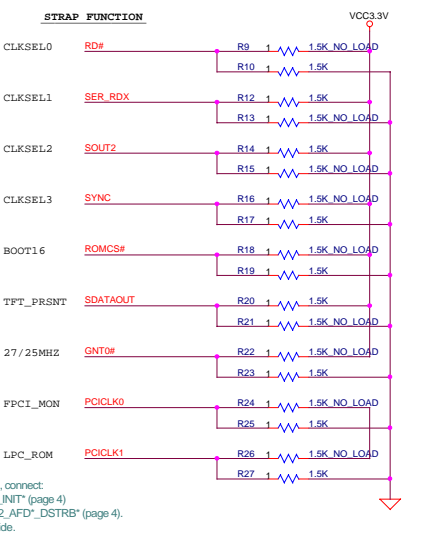 STRAP FUNCTION
VCC3.3V
CLKSEL0 RD# R9 1 1.5K_NO_LOAD
R10 1 1.5K
CLKSEL1 SER_RDX R12 1 1.5K
R13 1 1.5K_NO_LOAD
CLKSEL2 SOUT2 R14 1 1.5K
R15 1 1.5K_NO_LOAD
CLKSEL3 SYNC R16 1 1.5K_NO_LOAD
R17 1 1.5K
BOOT16 ROMCS# R18 1 1.5K_NO_LOAD
R19 1 1.5K
TFT_PRSNT SDATAOUT R20 1 1.5K
R21 1 1.5K_NO_LOAD
27/25MHZ GNT0# R22 1 1.5K_NO_LOAD
R23 1 1.5K
FPCI_MON PCICLK0 R24 1 1.5K_NO_LOAD
R25 1 1.5K
LPC_ROM PCICLK1 R26 1 1.5K_NO_LOAD
R27 1 1.5K
, connect:
_INIT* (page 4)
2_AFD*_DSTRB* (page 4).
ide.